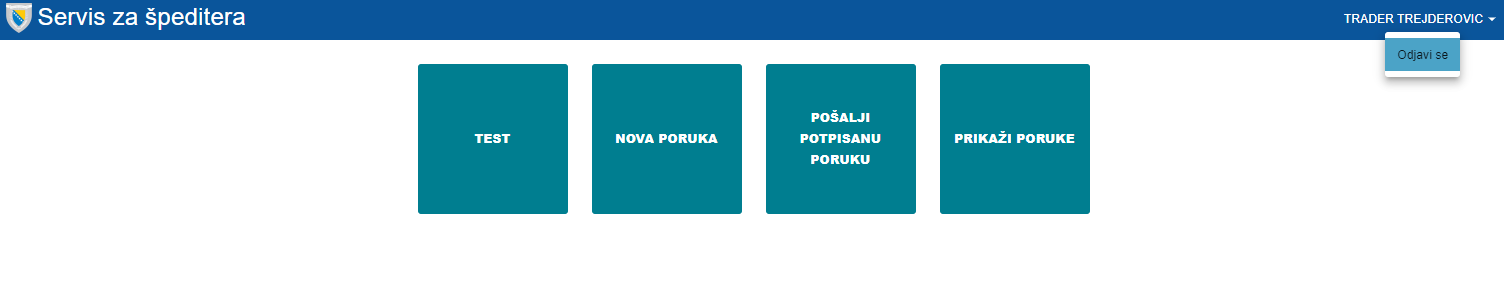 Servis za špeditera
TRADER TREJDEROVIC
Odjavi se
TEST
NOVA PORUKA
POŠALJI
POTPISANU
PORUKU
PRIKAŽI PORUKE